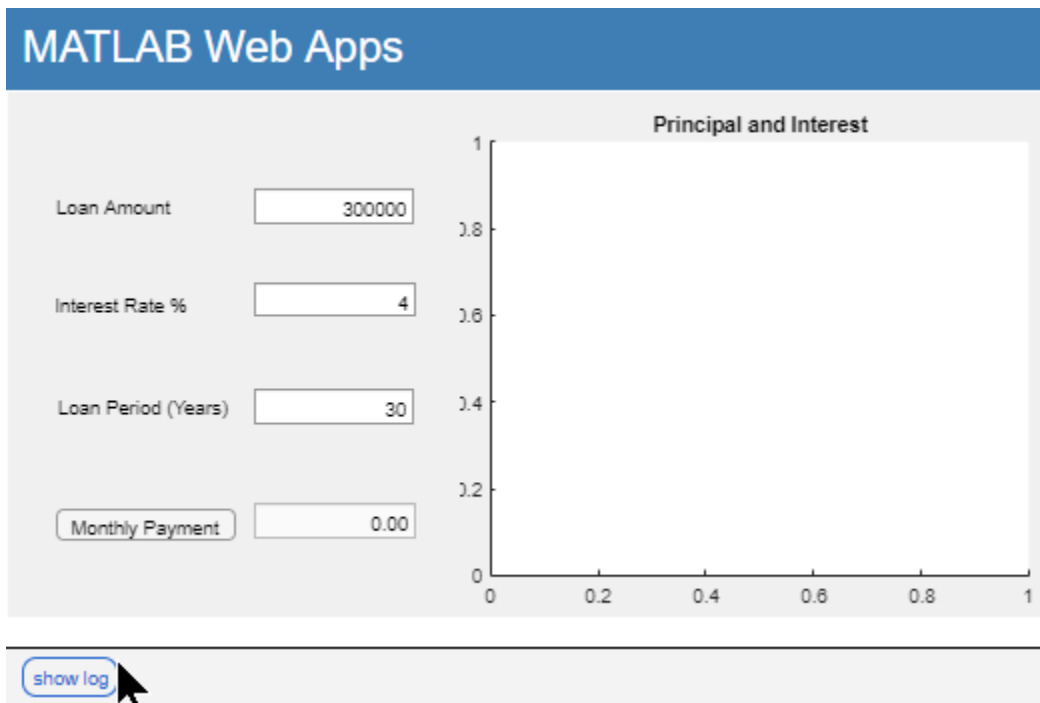 MATLAB Web Apps
Principal and Interest
Loan Amount 300000
Interest Rate % 4
Loan Period (Years) 30
Monthly Payment 0.00
1
0.8
0.6
0.4
0.2
0
0 0.2 0.4 0.6 0.8 1
show log